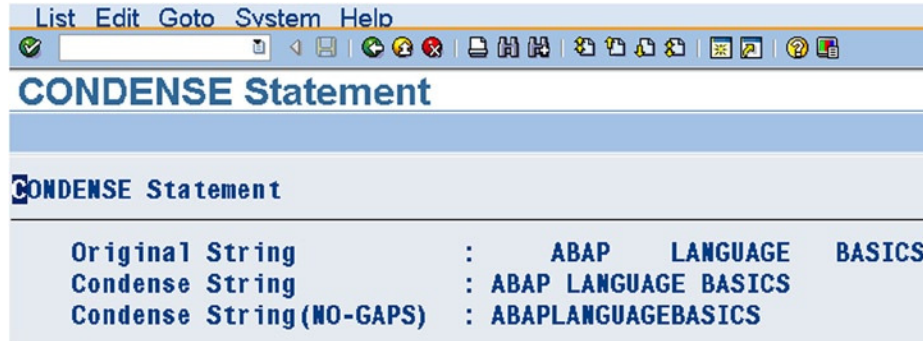 List Edit Goto System Help
CONDENSE Statement
CONDENSE Statement
Original String : ABAP LANGUAGE BASICS
Condense String : ABAP LANGUAGE BASICS
Condense String(NO-GAPS) : ABAPLANGUAGEBASICS